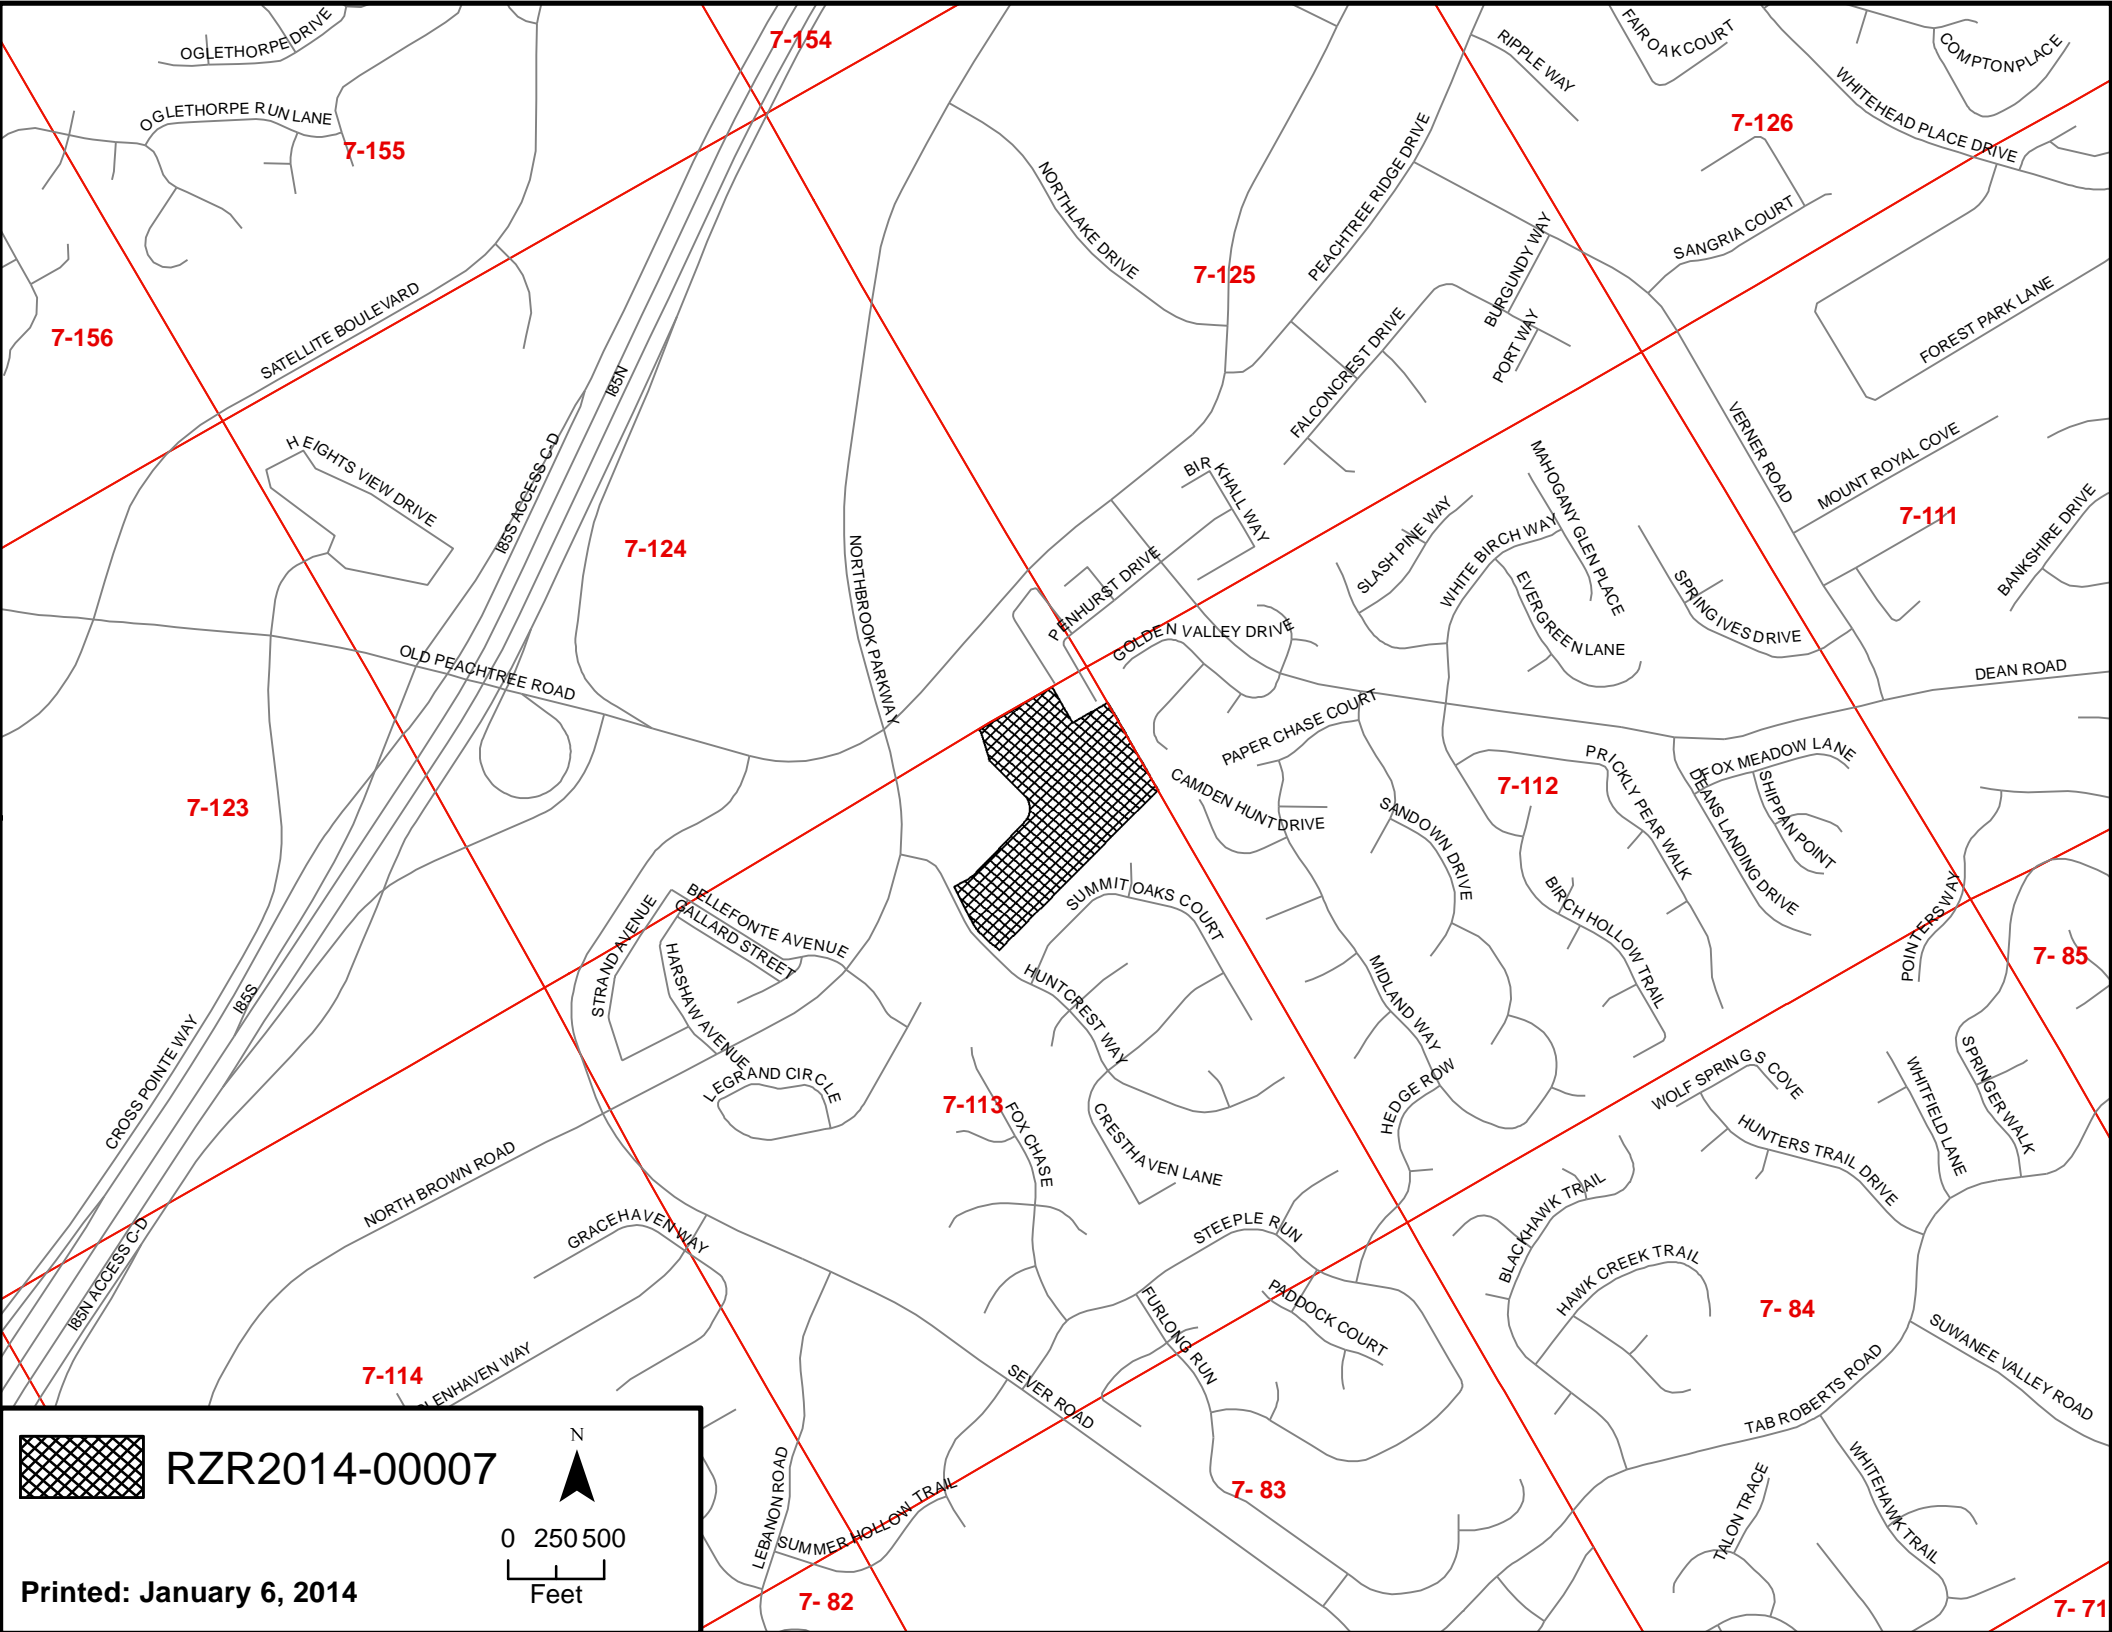 OGLETHORPE DRIVE
7-154
RIPPLE WAY
FAIR OAK COURT
COMPTON PLACE
OGLETHORPE RUN LANE
7-155
WHITEHEAD PLACE DRIVE
7-126
NORTHLAKE DRIVE
PEACHTREE RIDGE DRIVE
SANGRIA COURT
BURGUNDY WAY
7-125
7-156
SATELLITE BOULEVARD
PORT WAY
FOREST PARK LANE
I85N
FALCONCREST DRIVE
VERNER ROAD
HEIGHTS VIEW DRIVE
I85S ACCESS C-D
BIRKHALL WAY
MAHOGANY GLEN PLACE
MOUNT ROYAL COVE
7-111
BANKSHIRE DRIVE
7-124
NORTHBROOK PARKWAY
SLASH PINE WAY
WHITE BIRCH WAY
EVERGREEN LANE
SPRING IVES DRIVE
PENHURST DRIVE
GOLDEN VALLEY DRIVE
OLD PEACHTREE ROAD
DEAN ROAD
PAPER CHASE COURT
7-123
CAMDEN HUNT DRIVE
7-112
PRICKLY PEAR WALK
FOX MEADOW LANE
DEANS LANDING DRIVE
SHIPPAN POINT
SANDOWN DRIVE
BELLEFONTE AVENUE
GALLARD STREET
STRAND AVENUE
HARSHAW AVENUE
SUMMIT OAKS COURT
BIRCH HOLLOW TRAIL
POINTERS WAY
7- 85
I85S
HUNTCREST WAY
MIDLAND WAY
CROSS POINTE WAY
LEGRAND CIRCLE
7-113
FOX CHASE
CRESTHAVEN LANE
HEDGE ROW
WOLF SPRINGS COVE
HUNTERS TRAIL DRIVE
WHITFIELD LANE
SPRINGER WALK
NORTH BROWN ROAD
GRACEHAVEN WAY
I85N ACCESS C-D
STEEPLE RUN
BLACKHAWK TRAIL
HAWK CREEK TRAIL
7- 84
PADDOCK COURT
FURLONG RUN
SUWANEE VALLEY ROAD
7-114
SEVER ROAD
TAB ROBERTS ROAD
LEBANON ROAD
SUMMER HOLLOW TRAIL
7- 83
TALON TRACE
WHITEHAWK TRAIL
7- 82
7- 71
RZR2014-00007
N
0 250 500
Feet
Printed: January 6, 2014